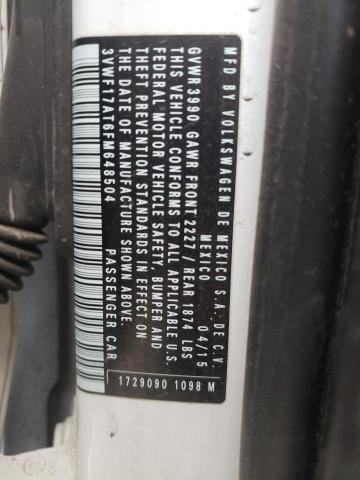 MFD BY VOLKSWAGEN DE MEXICO S.A. DE C.V.
MEXICO 04/15
GVWR 3990 GAWR FRONT 2227 / REAR 1874 LBS
THIS VEHICLE CONFORMS TO ALL APPLICABLE U.S.
FEDERAL MOTOR VEHICLE SAFETY, BUMPER AND
THEFT PREVENTION STANDARDS IN EFFECT ON
THE DATE OF MANUFACTURE SHOWN ABOVE.
3VWF17AT6FM648504 PASSENGER CAR
1729090 1098 M